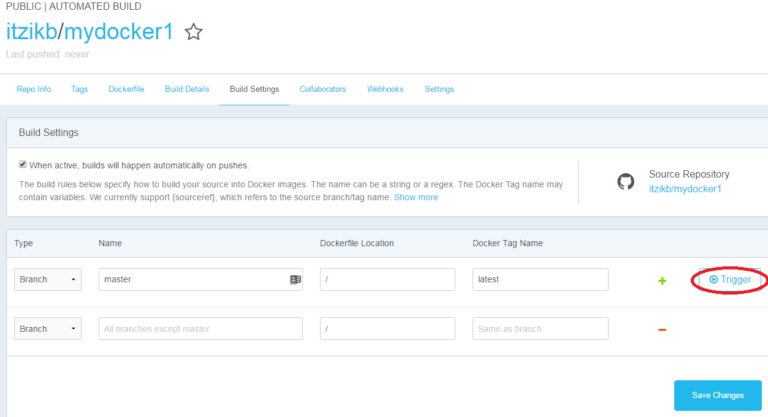 PUBLIC | AUTOMATED BUILD
itzikb/mydocker1
Last pushed: never
Repo Info Tags Dockerfile Build Details Build Settings Collaborators Webhooks Settings
Build Settings
When active, builds will happen automatically on pushes.
The build rules below specify how to build your source into Docker images. The name can be a string or a regex. The Docker Tag name may
contain variables. We currently support {sourceref}, which refers to the source branch/tag name. Show more
Source Repository
itzikb/mydocker1
Type Name Dockerfile Location Docker Tag Name
Branch master / latest + Trigger
Branch All branches except master / Same as branch −
Save Changes